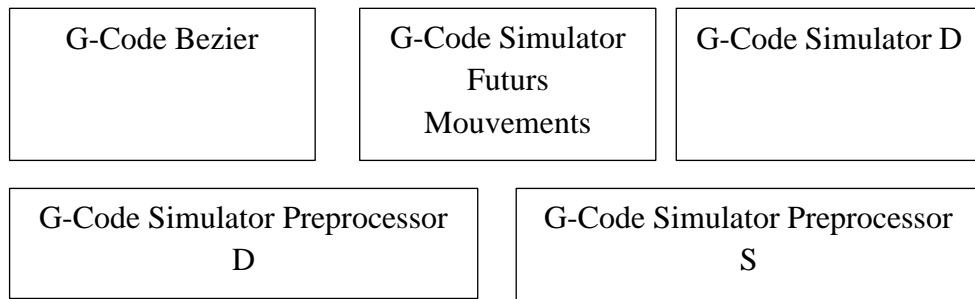 G-Code Bezier
G-Code Simulator
Futurs
Mouvements
G-Code Simulator D
G-Code Simulator Preprocessor
D
G-Code Simulator Preprocessor
S